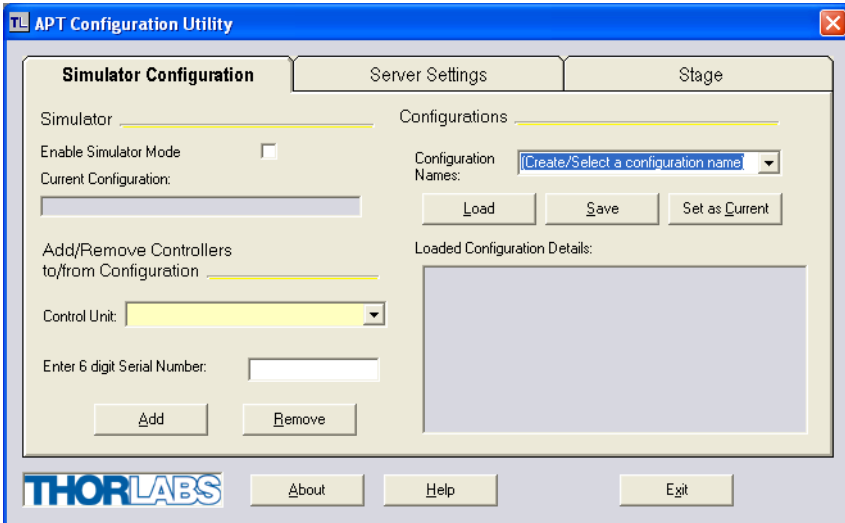 TL APT Configuration Utility
Simulator Configuration
Server Settings
Stage
Simulator
Enable Simulator Mode
Current Configuration:
Add/Remove Controllers
to/from Configuration
Control Unit:
Enter 6 digit Serial Number:
Add
Remove
Configurations
Configuration
Names:
(Create/Select a configuration name)
Load
Save
Set as Current
Loaded Configuration Details:
THORLABS
About
Help
Exit